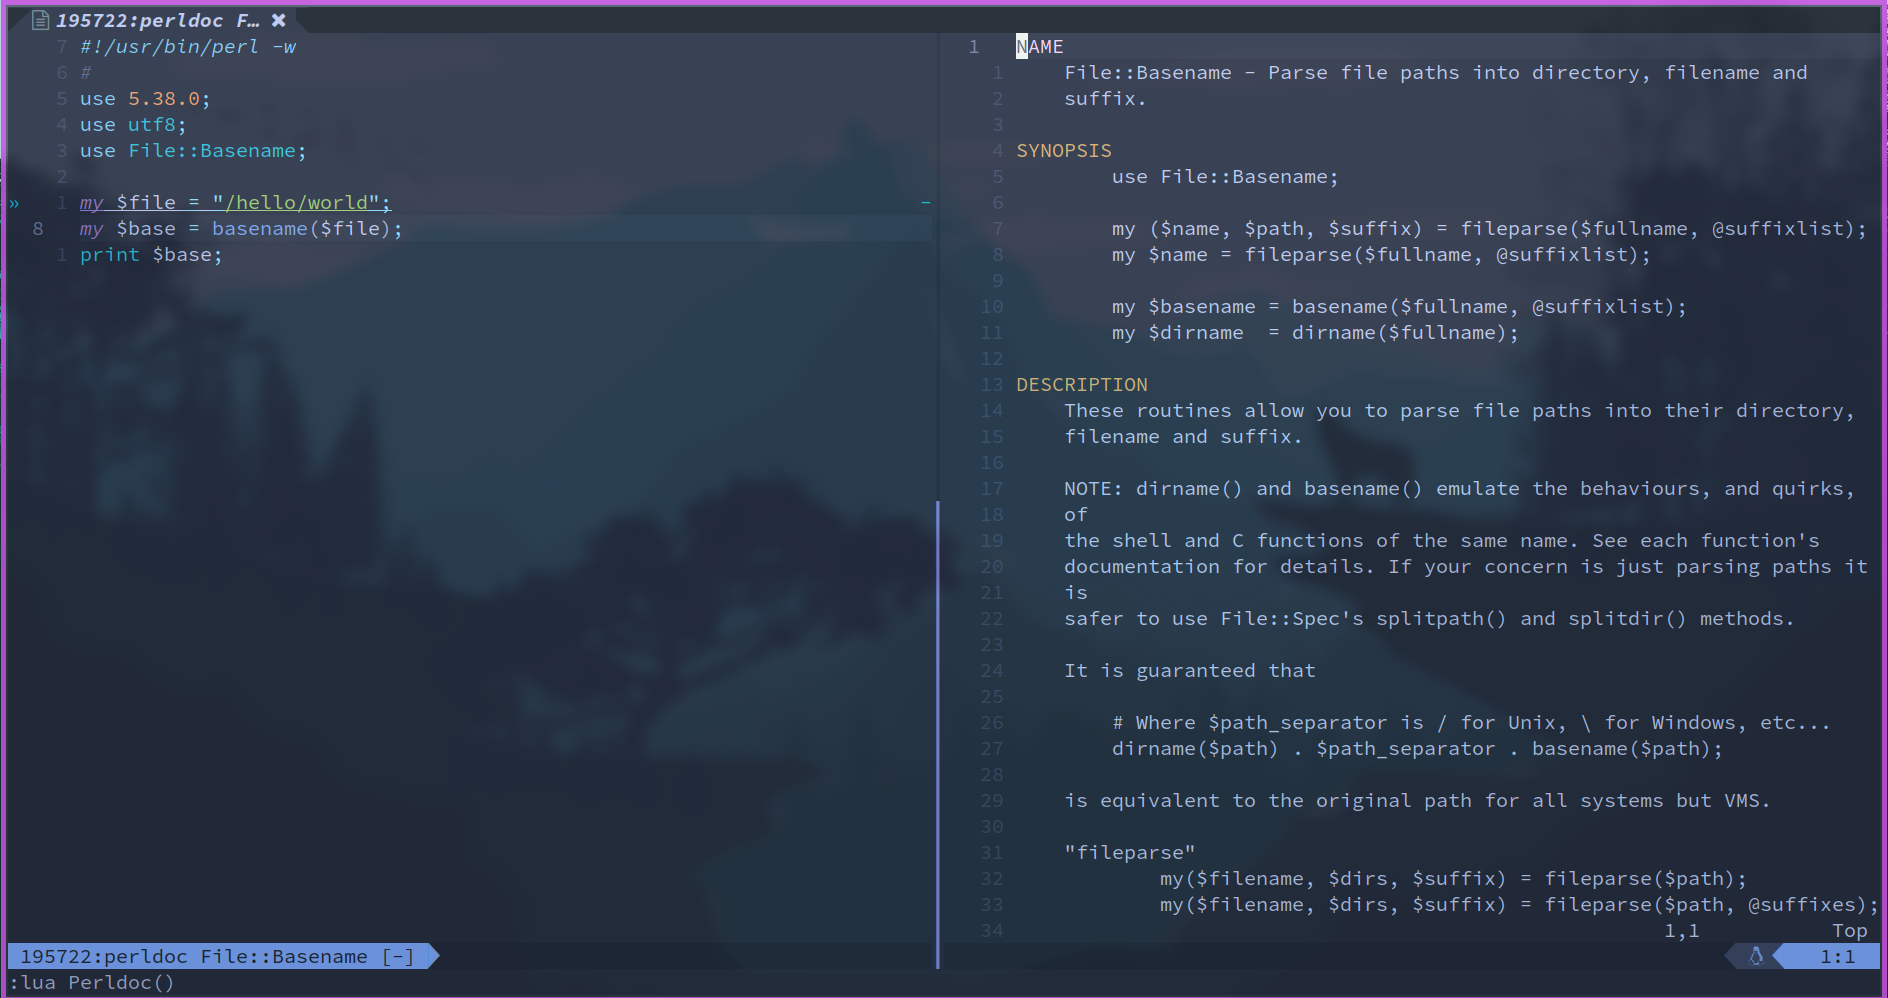 195722:perldoc F… ✖
7 #!/usr/bin/perl -w
6 #
5 use 5.38.0;
4 use utf8;
3 use File::Basename;
2
» 1 my $file = "/hello/world"; -
8 my $base = basename($file);
1 print $base;
1 NAME
1 File::Basename - Parse file paths into directory, filename and
2 suffix.
3
4 SYNOPSIS
5 use File::Basename;
6
7 my ($name, $path, $suffix) = fileparse($fullname, @suffixlist);
8 my $name = fileparse($fullname, @suffixlist);
9
10 my $basename = basename($fullname, @suffixlist);
11 my $dirname  = dirname($fullname);
12
13 DESCRIPTION
14 These routines allow you to parse file paths into their directory,
15 filename and suffix.
16
17 NOTE: dirname() and basename() emulate the behaviours, and quirks,
18 of
19 the shell and C functions of the same name. See each function's
20 documentation for details. If your concern is just parsing paths it
21 is
22 safer to use File::Spec's splitpath() and splitdir() methods.
23
24 It is guaranteed that
25
26 # Where $path_separator is / for Unix, \ for Windows, etc...
27 dirname($path) . $path_separator . basename($path);
28
29 is equivalent to the original path for all systems but VMS.
30
31 "fileparse"
32 my($filename, $dirs, $suffix) = fileparse($path);
33 my($filename, $dirs, $suffix) = fileparse($path, @suffixes);
34 1,1 Top
195722:perldoc File::Basename [-] 1:1
:lua Perldoc()